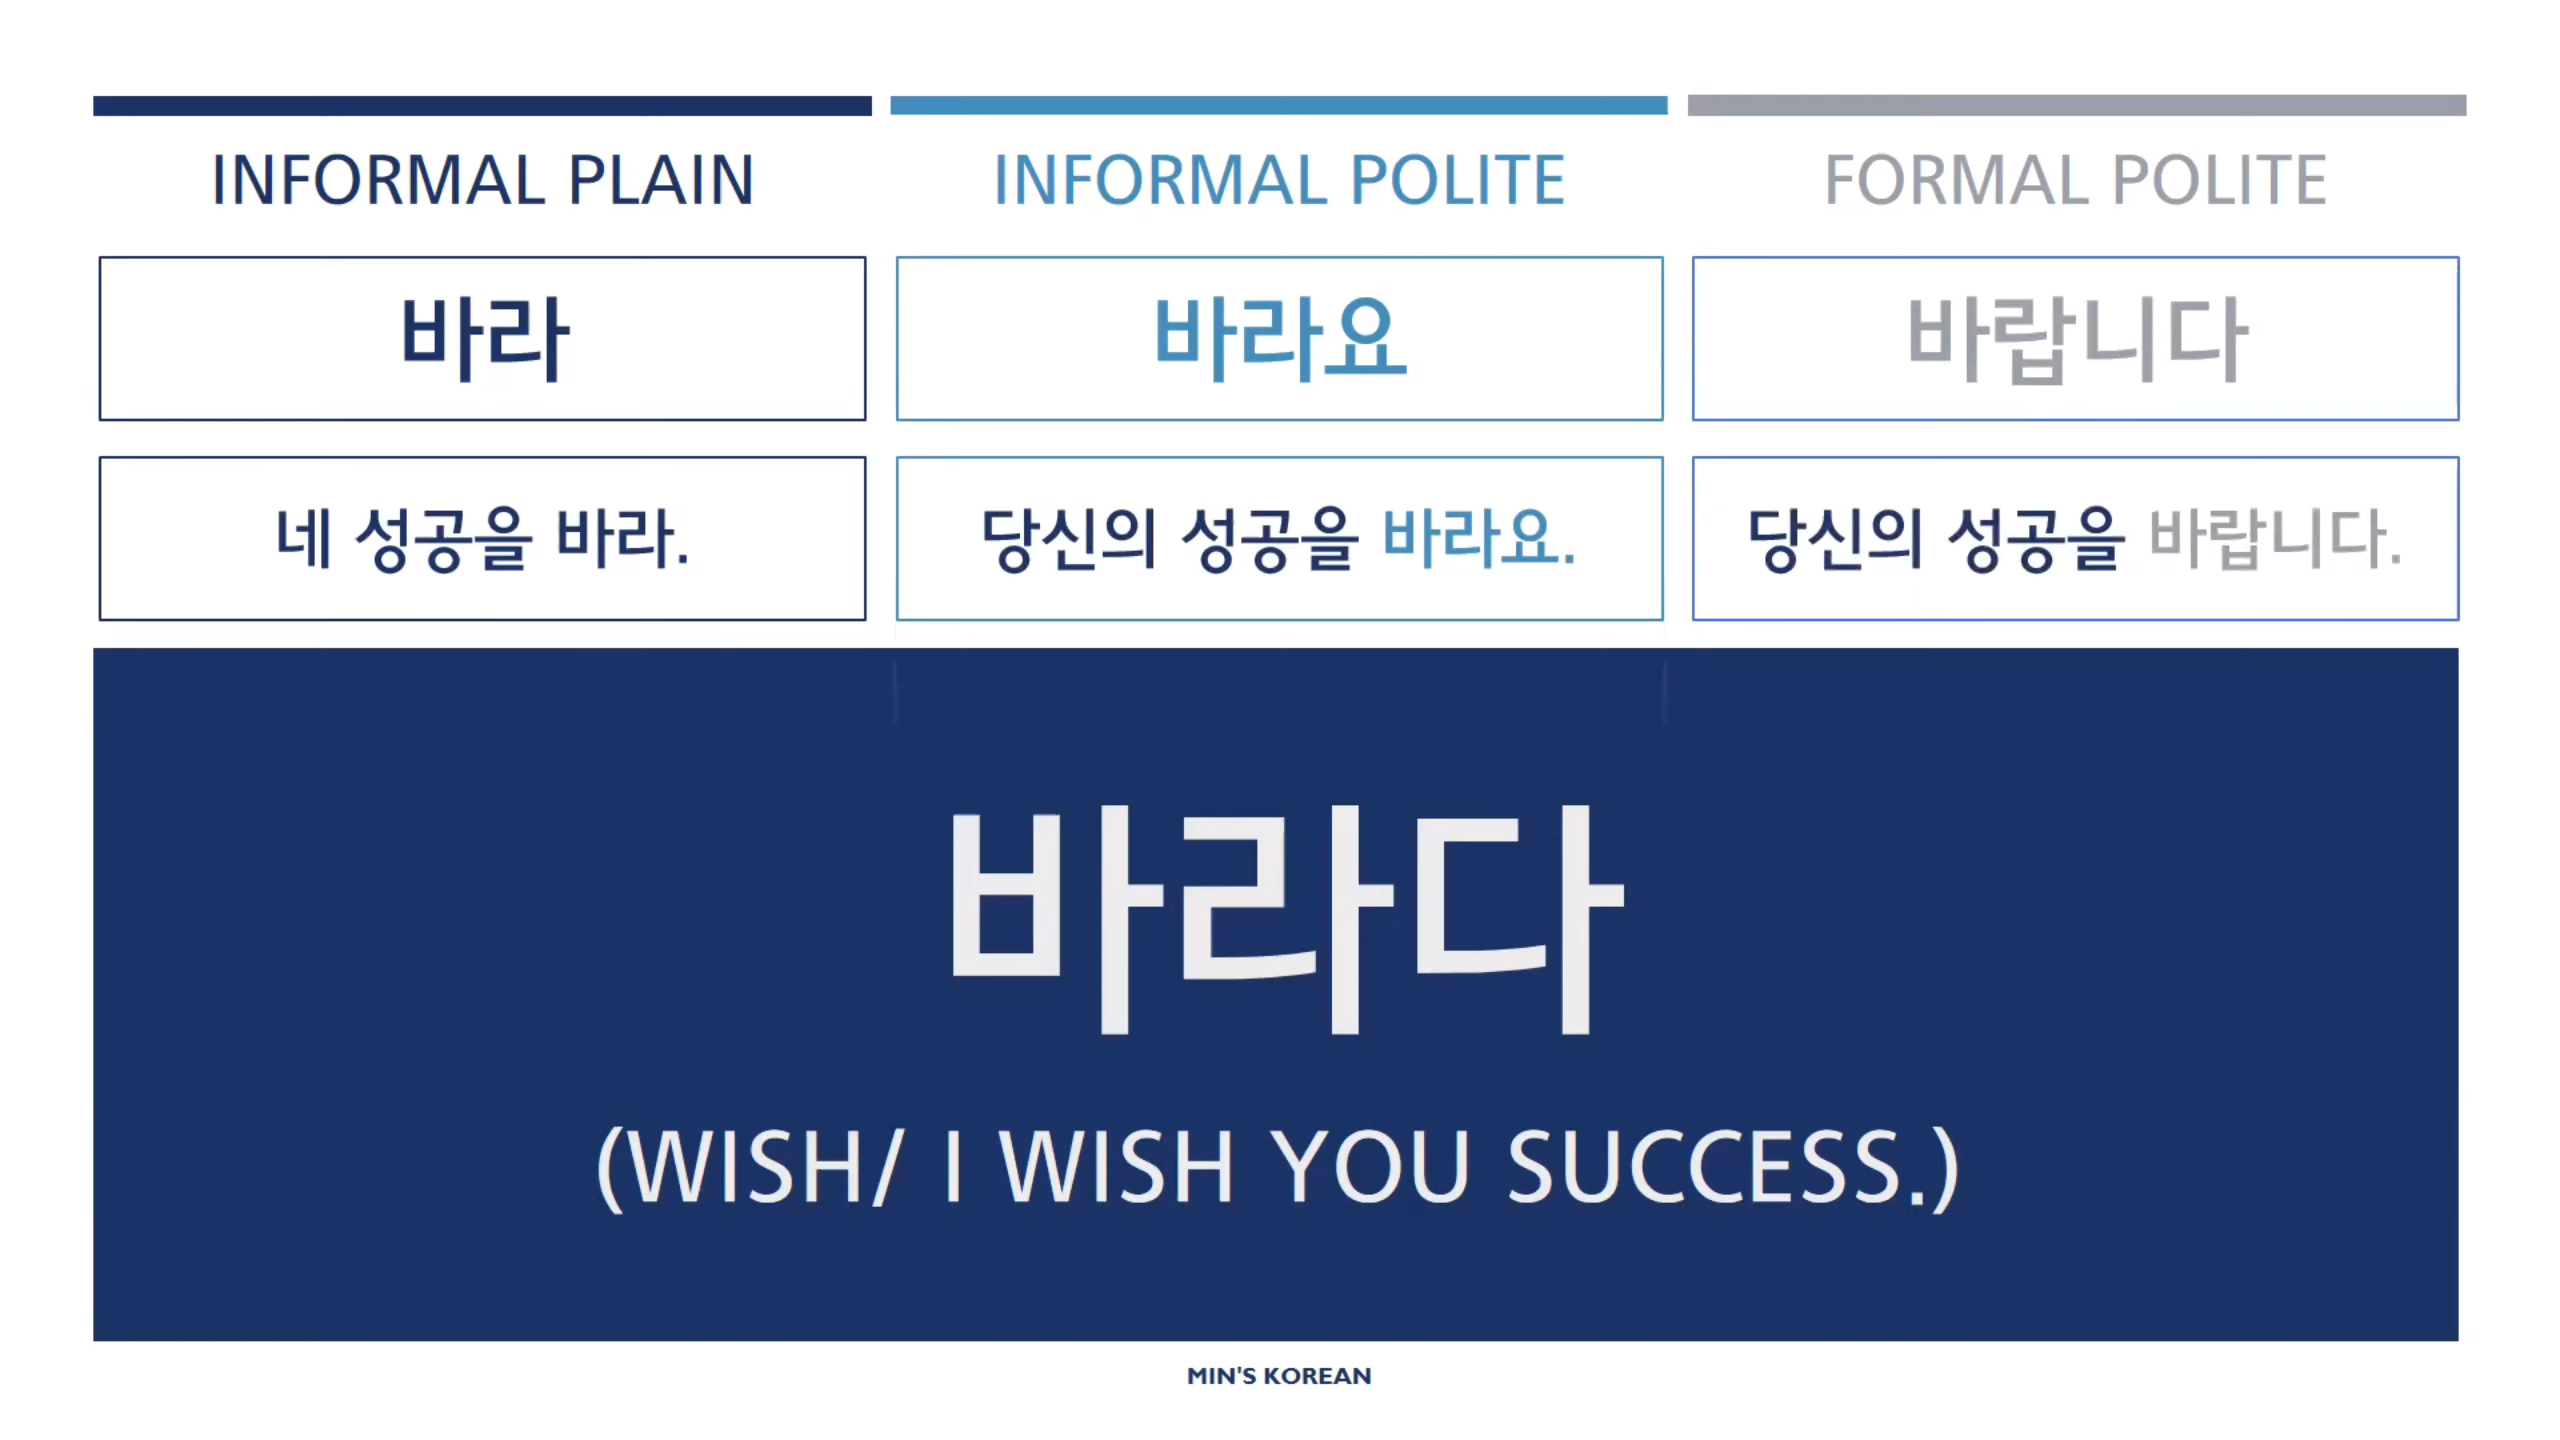 INFORMAL PLAIN
INFORMAL POLITE
FORMAL POLITE
바라
바라요
바랍니다
네 성공을 바라.
당신의 성공을 바라요.
당신의 성공을 바랍니다.
바라다
(WISH/ I WISH YOU SUCCESS.)
MIN'S KOREAN